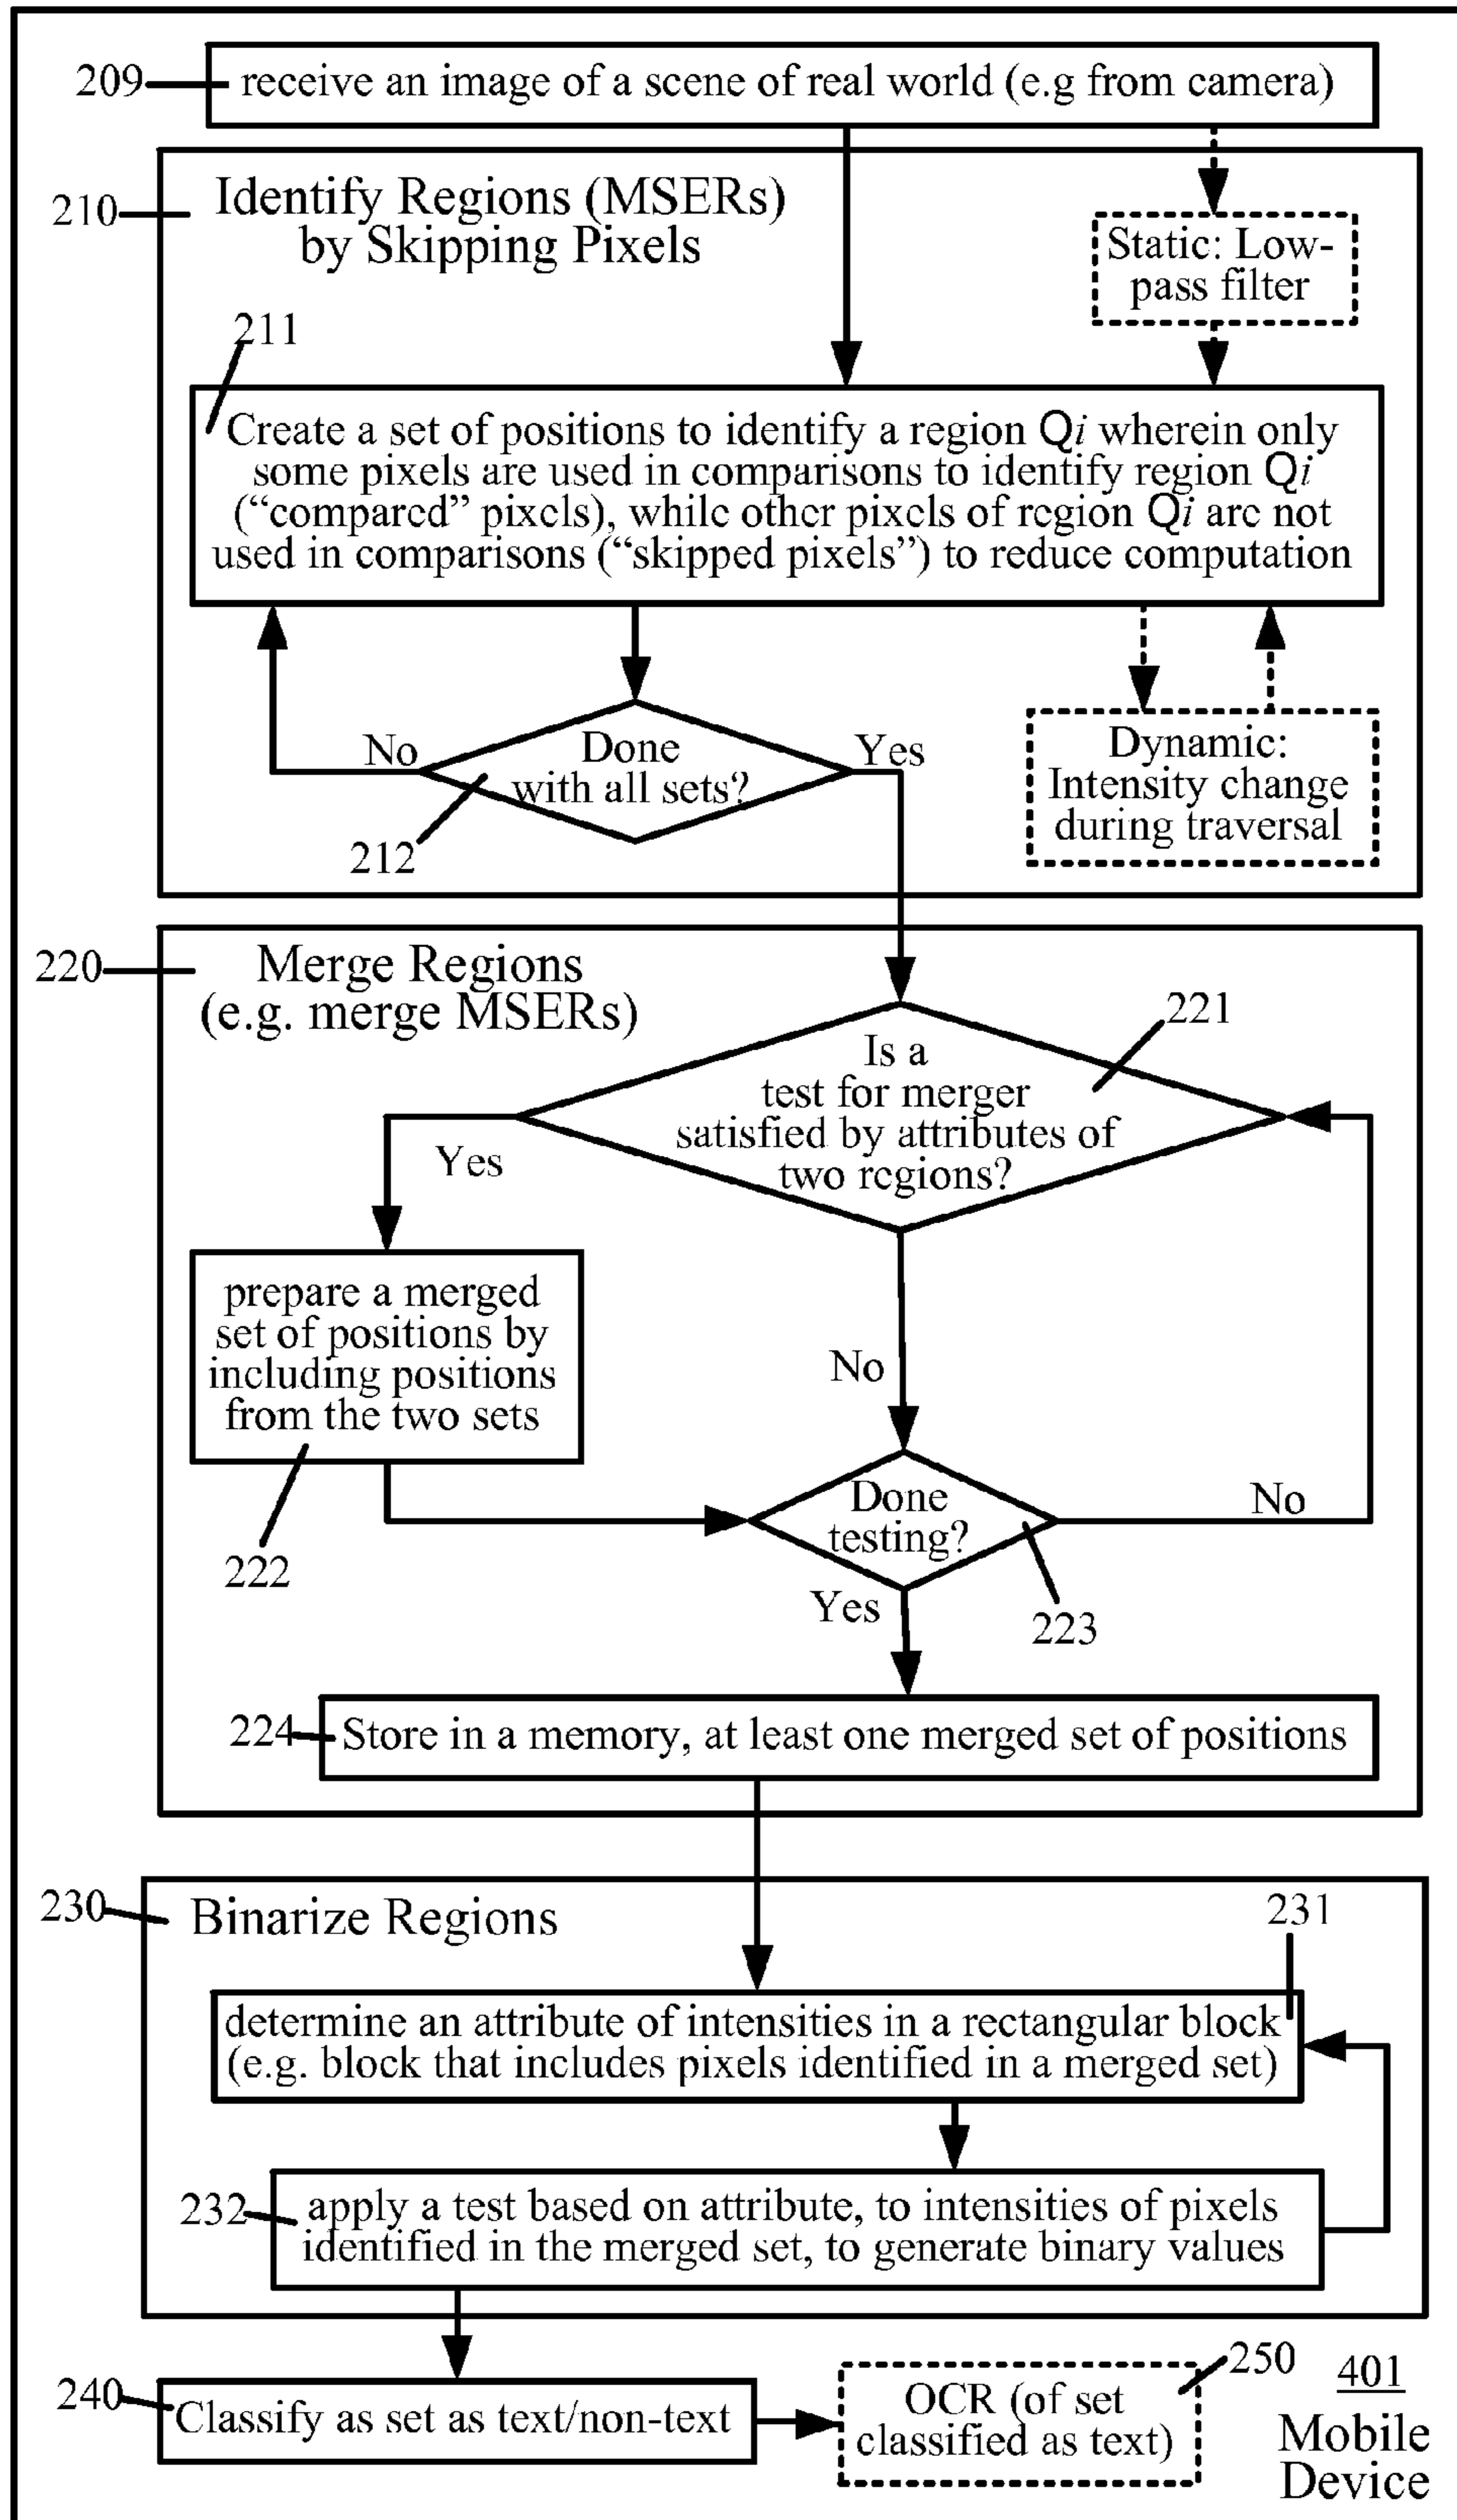 209
receive an image of a scene of real world (e.g from camera)
210
Identify Regions (MSERs)
by Skipping Pixels
Static: Low-
pass filter
211
Create a set of positions to identify a region Qi wherein only
some pixels are used in comparisons to identify region Qi
(“compared” pixels), while other pixels of region Qi are not
used in comparisons (“skipped pixels”) to reduce computation
No
Done
with all sets?
Yes
212
Dynamic:
Intensity change
during traversal
220
Merge Regions
(e.g. merge MSERs)
221
Is a
test for merger
satisfied by attributes of
two regions?
Yes
prepare a merged
set of positions by
including positions
from the two sets
222
No
Done
testing?
No
223
Yes
224
Store in a memory, at least one merged set of positions
230
Binarize Regions
231
determine an attribute of intensities in a rectangular block
(e.g. block that includes pixels identified in a merged set)
232
apply a test based on attribute, to intensities of pixels
identified in the merged set, to generate binary values
240
Classify as set as text/non-text
250
OCR (of set
classified as text)
401
Mobile
Device